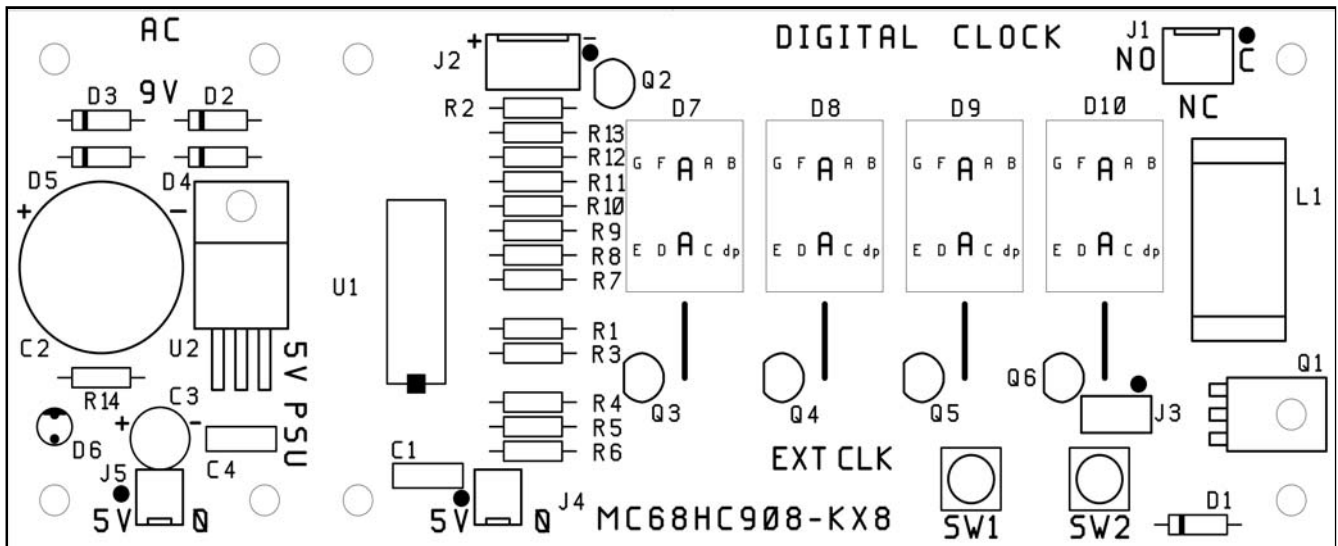 AC
DIGITAL CLOCK
J1
NO C
NC
J2 + -
Q2
9V
D3 D2
R2
R13
R12
R11
R10
R9
R8
R7
D5 D4
+ -
D7 D8 D9 D10
G F A A B
E D A C dp
G F A A B
E D A C dp
G F A A B
E D A C dp
G F A A B
E D A C dp
L1
U1
C2 U2
R1
R3
R4
R5
R6
Q3 Q4 Q5 Q6
Q1
J3
5V PSU
R14
C3
+ -
D6
C4
J5
5V 0
C1
J4
5V 0
EXT CLK
MC68HC908-KX8
SW1 SW2
D1